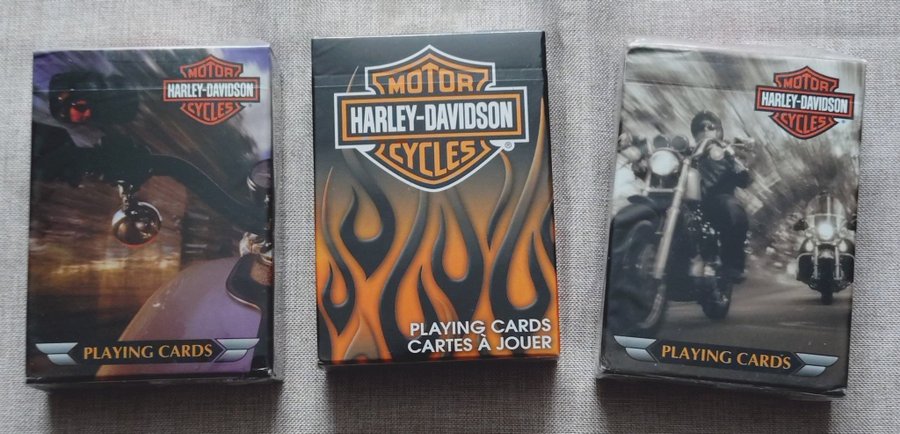 MOTOR
HARLEY-DAVIDSON
CYCLES
PLAYING CARDS
MOTOR
HARLEY-DAVIDSON
CYCLES
®
PLAYING CARDS
CARTES À JOUER
MOTOR
HARLEY-DAVIDSON
CYCLES
PLAYING CARDS